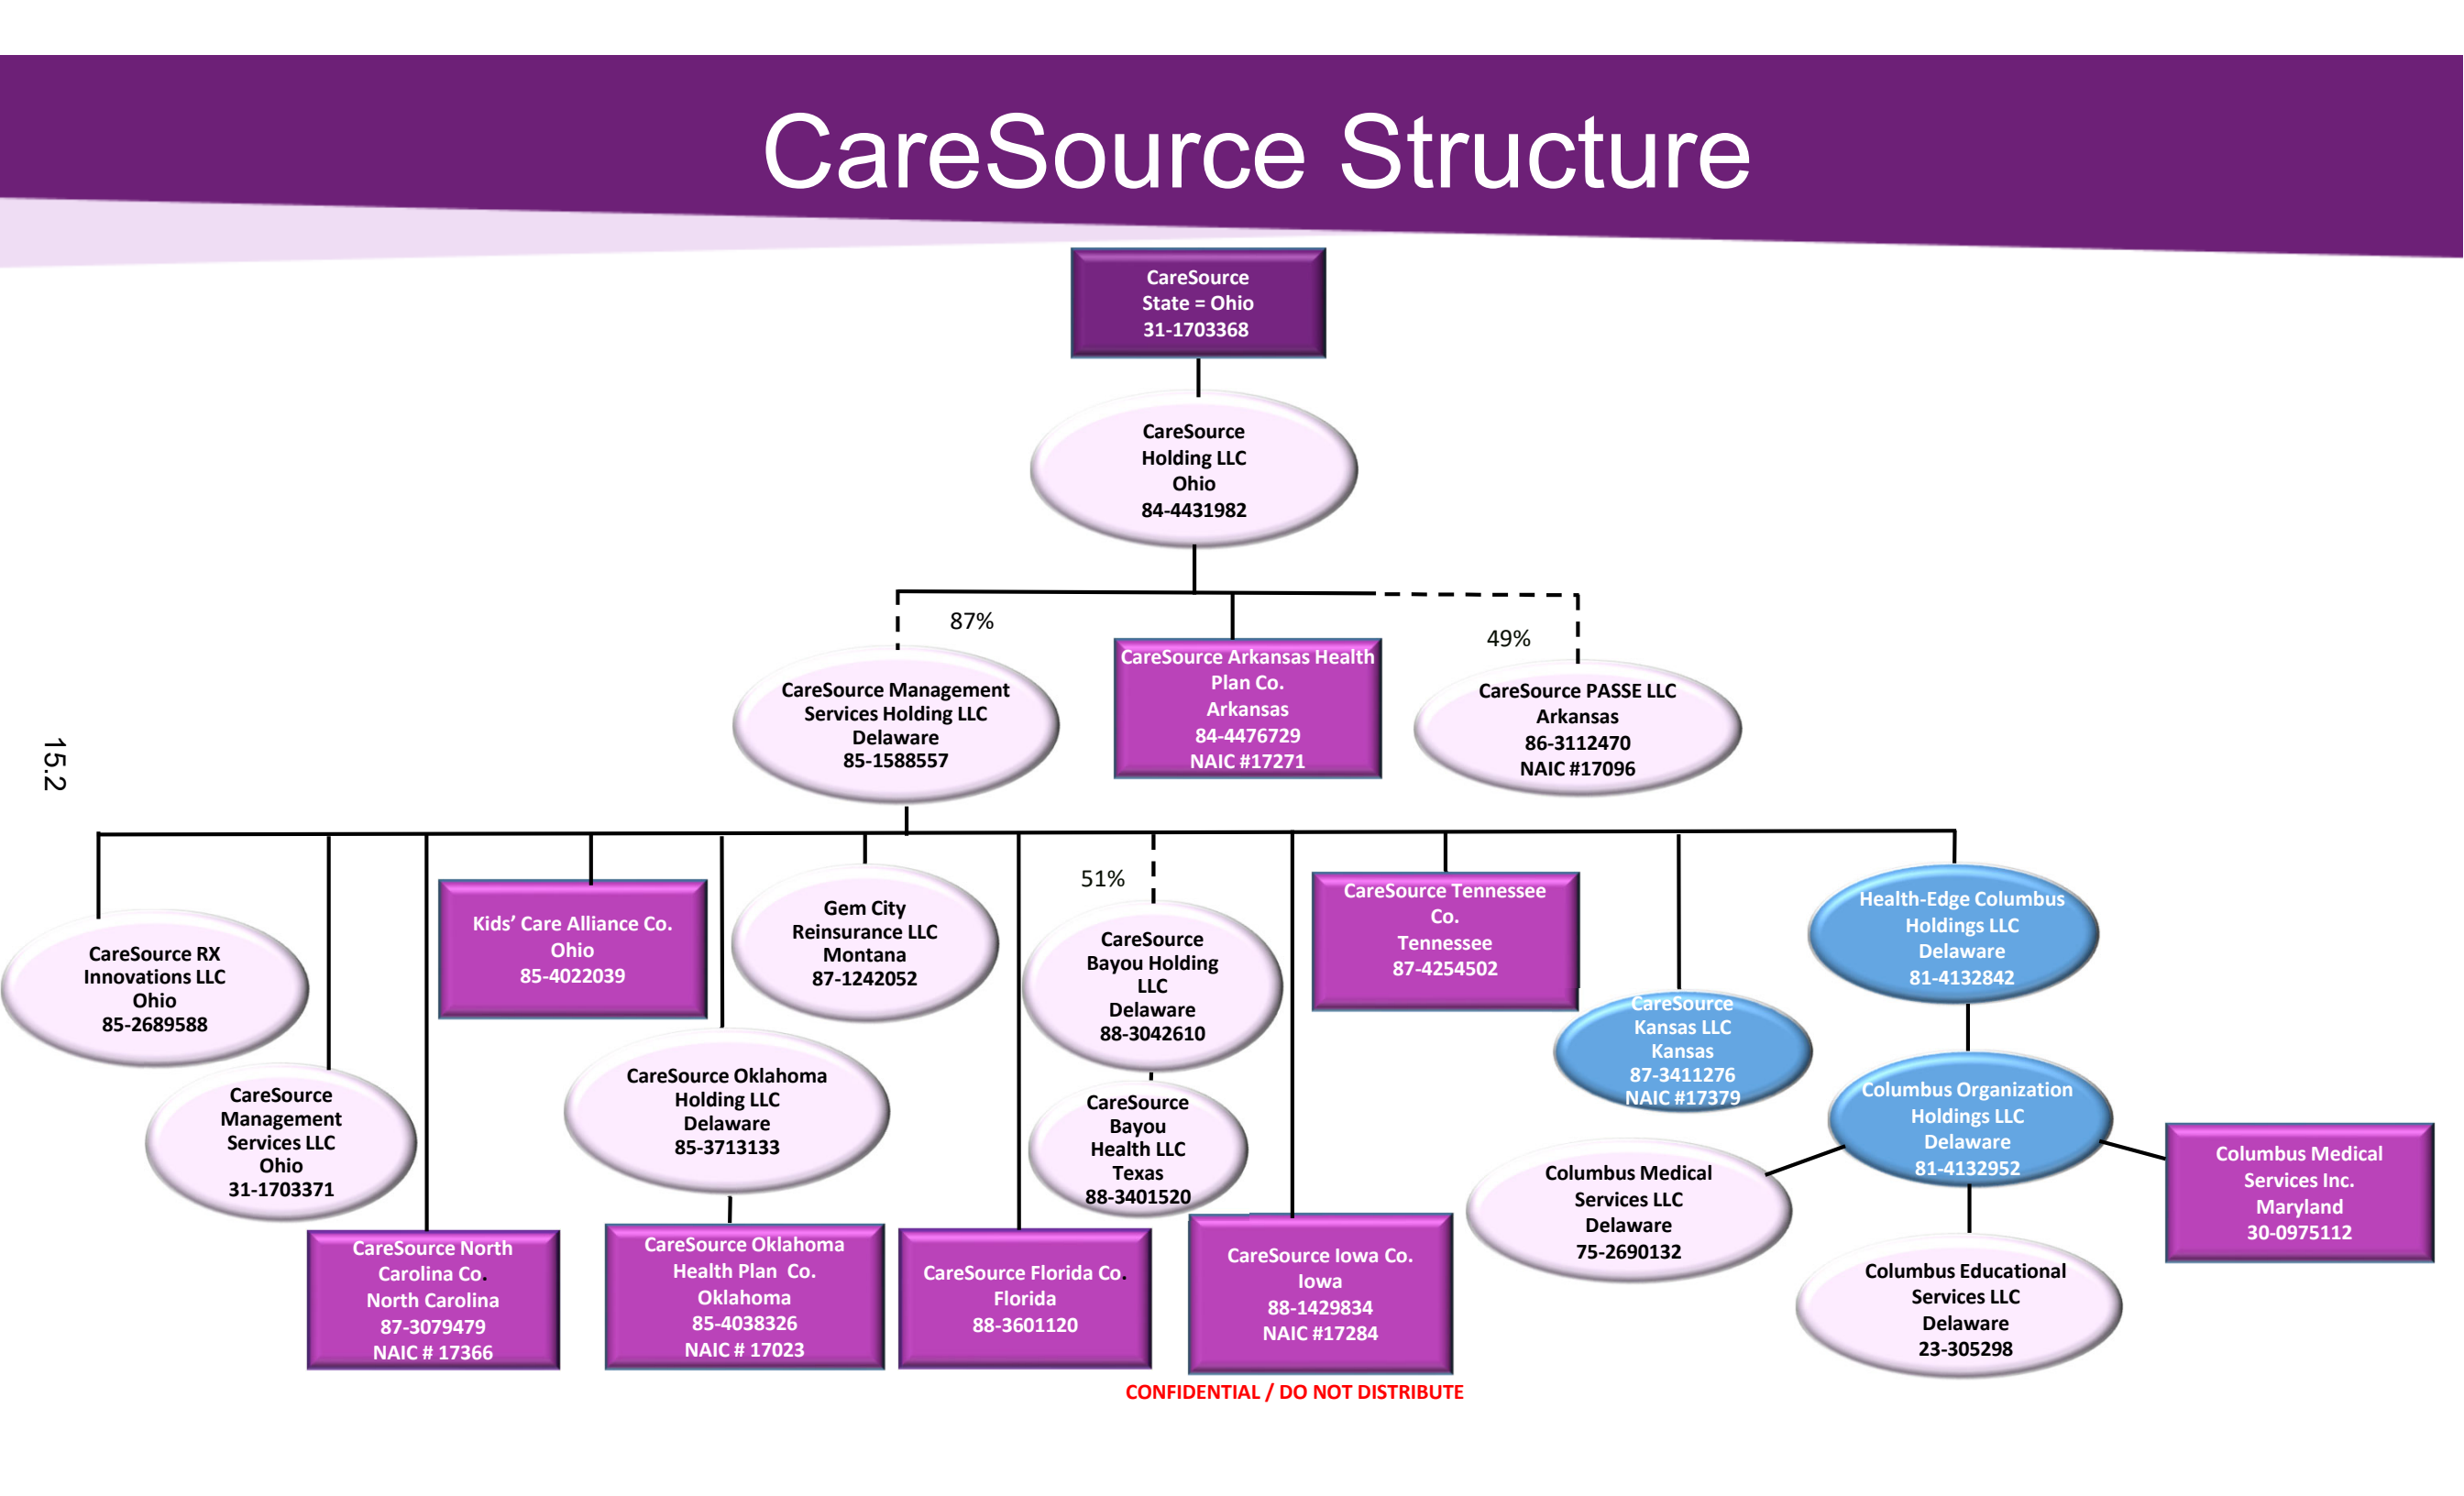 CareSource Structure
CareSource
State = Ohio
31-1703368
CareSource
Holding LLC
Ohio
84-4431982
87%
49%
CareSource Management
Services Holding LLC
Delaware
85-1588557
CareSource Arkansas Health
Plan Co.
Arkansas
84-4476729
NAIC #17271
CareSource PASSE LLC
Arkansas
86-3112470
NAIC #17096
15.2
51%
CareSource RX
Innovations LLC
Ohio
85-2689588
CareSource
Management
Services LLC
Ohio
31-1703371
CareSource North
Carolina Co.
North Carolina
87-3079479
NAIC # 17366
Kids’ Care Alliance Co.
Ohio
85-4022039
CareSource Oklahoma
Holding LLC
Delaware
85-3713133
CareSource Oklahoma
Health Plan  Co.
Oklahoma
85-4038326
NAIC # 17023
Gem City
Reinsurance LLC
Montana
87-1242052
CareSource Florida Co.
Florida
88-3601120
CareSource
Bayou Holding
LLC
Delaware
88-3042610
CareSource
Bayou
Health LLC
Texas
88-3401520
CareSource Iowa Co.
Iowa
88-1429834
NAIC #17284
CareSource Tennessee
Co.
Tennessee
87-4254502
CareSource
Kansas LLC
Kansas
87-3411276
NAIC #17379
Health-Edge Columbus
Holdings LLC
Delaware
81-4132842
Columbus Organization
Holdings LLC
Delaware
81-4132952
Columbus Medical
Services LLC
Delaware
75-2690132
Columbus Educational
Services LLC
Delaware
23-305298
Columbus Medical
Services Inc.
Maryland
30-0975112
CONFIDENTIAL / DO NOT DISTRIBUTE